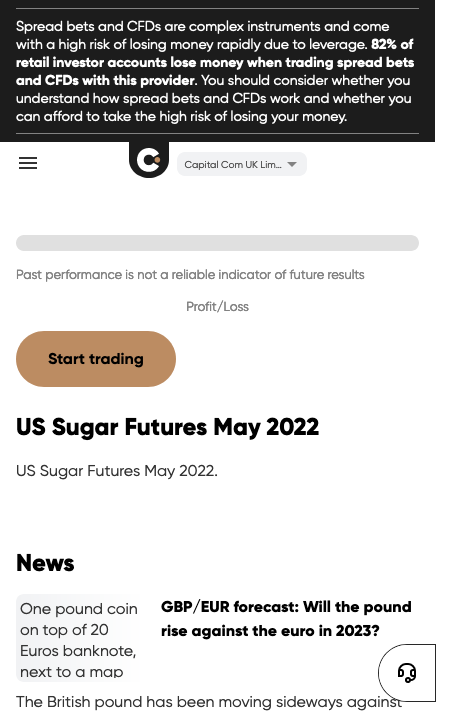 Spread bets and CFDs are complex instruments and come
with a high risk of losing money rapidly due to leverage. 82% of
retail investor accounts lose money when trading spread bets
and CFDs with this provider. You should consider whether you
understand how spread bets and CFDs work and whether you
can afford to take the high risk of losing your money.
Capital Com UK Lim...
Past performance is not a reliable indicator of future results
Profit/Loss
Start trading
US Sugar Futures May 2022
US Sugar Futures May 2022.
News
One pound coin
on top of 20
Euros banknote,
next to a map
GBP/EUR forecast: Will the pound
rise against the euro in 2023?
The British pound has been moving sideways against